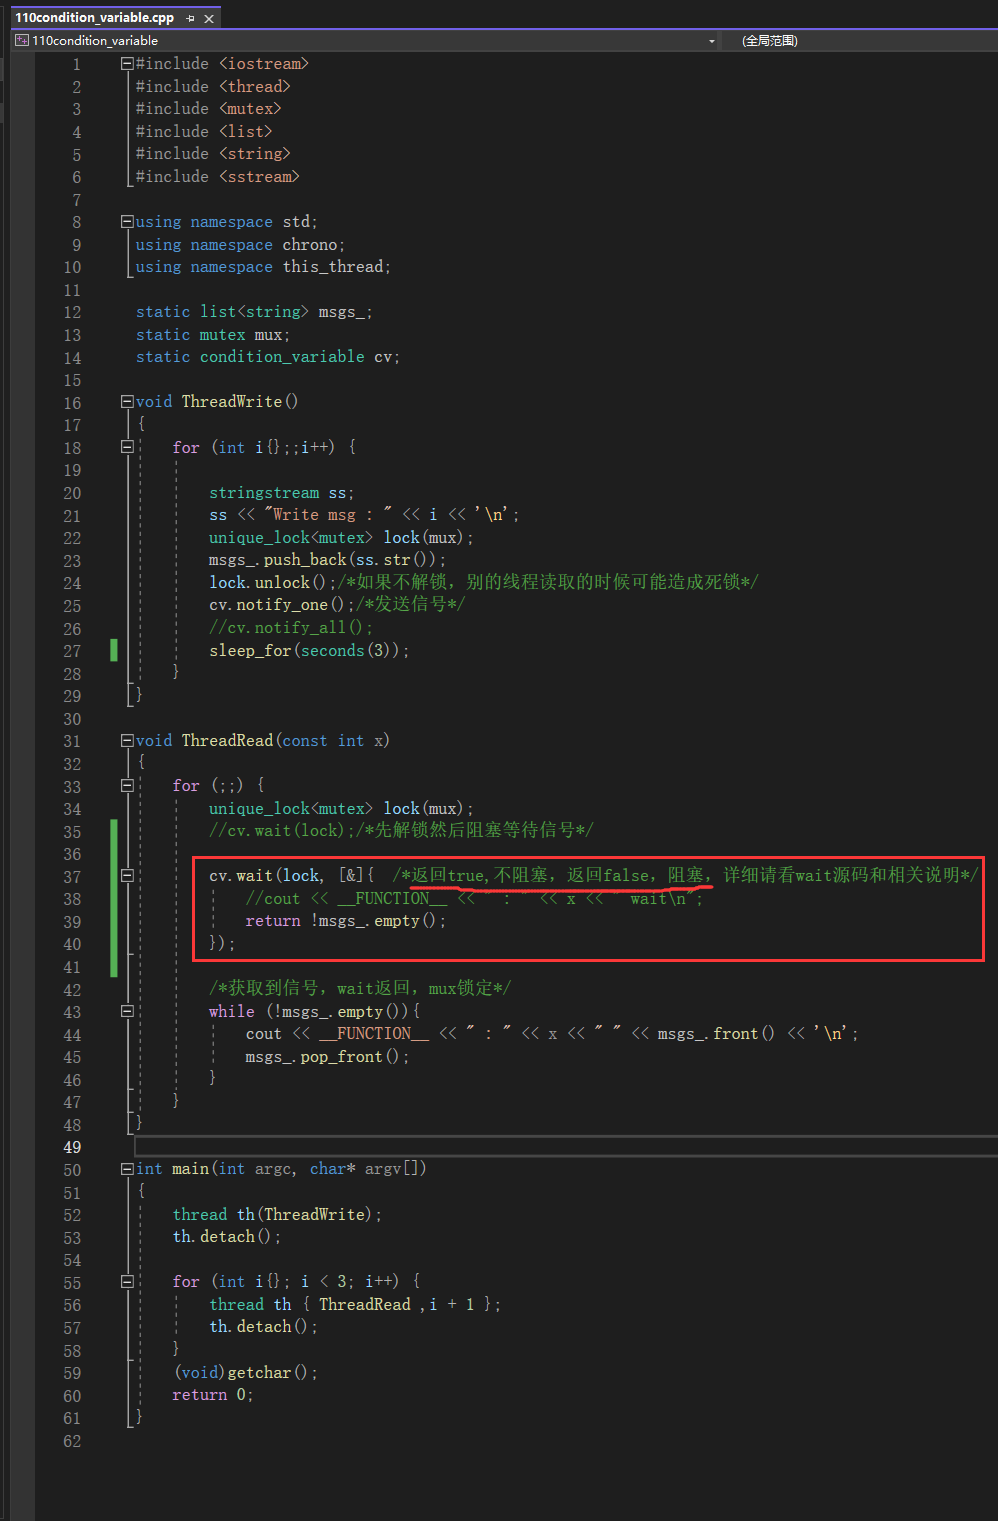 110condition_variable.cpp
110condition_variable (全局范围)
1 #include <iostream>
2 #include <thread>
3 #include <mutex>
4 #include <list>
5 #include <string>
6 #include <sstream>
7
8 using namespace std;
9 using namespace chrono;
10 using namespace this_thread;
11
12 static list<string> msgs_;
13 static mutex mux;
14 static condition_variable cv;
15
16 void ThreadWrite()
17 {
18 for (int i{};;i++) {
19
20 stringstream ss;
21 ss << "Write msg : " << i << '\n';
22 unique_lock<mutex> lock(mux);
23 msgs_.push_back(ss.str());
24 lock.unlock();/*如果不解锁，别的线程读取的时候可能造成死锁*/
25 cv.notify_one();/*发送信号*/
26 //cv.notify_all();
27 sleep_for(seconds(3));
28 }
29 }
30
31 void ThreadRead(const int x)
32 {
33 for (;;) {
34 unique_lock<mutex> lock(mux);
35 //cv.wait(lock);/*先解锁然后阻塞等待信号*/
36
37 cv.wait(lock, [&]{ /*返回true,不阻塞，返回false，阻塞，详细请看wait源码和相关说明*/
38 //cout << __FUNCTION__ << " : " << x << " wait\n";
39 return !msgs_.empty();
40 });
41
42 /*获取到信号，wait返回，mux锁定*/
43 while (!msgs_.empty()){
44 cout << __FUNCTION__ << " : " << x << " " << msgs_.front() << '\n';
45 msgs_.pop_front();
46 }
47 }
48 }
49
50 int main(int argc, char* argv[])
51 {
52 thread th(ThreadWrite);
53 th.detach();
54
55 for (int i{}; i < 3; i++) {
56 thread th { ThreadRead ,i + 1 };
57 th.detach();
58 }
59 (void)getchar();
60 return 0;
61 }
62